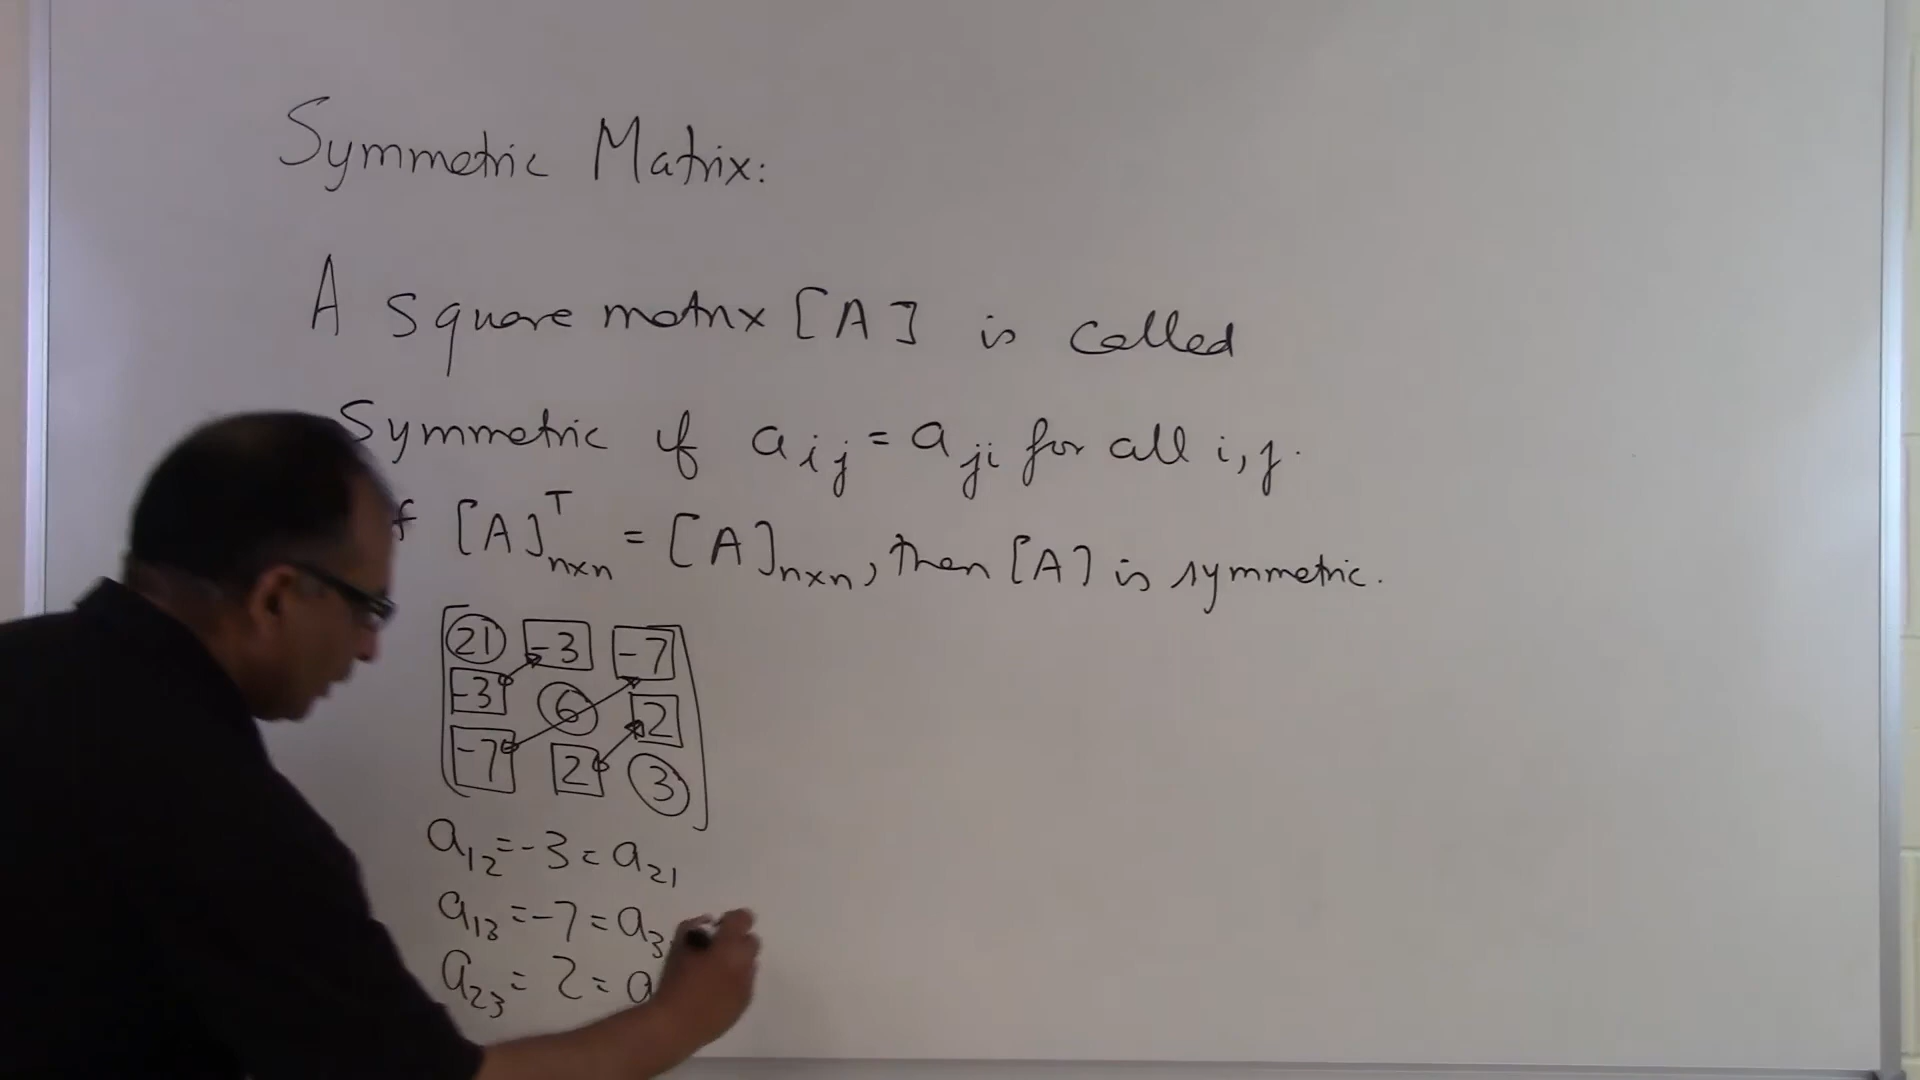 Symmetric Matrix:
A square matrix [A] is called
Symmetric if a_ij = a_ji for all i, j.
f [A]^T_nxn = [A]_nxn, then [A] is symmetric.
21 -3 -7
-3 6 2
-7 2 3
a_12 = -3 = a_21
a_13 = -7 = a_3
a_23 = 2 = a